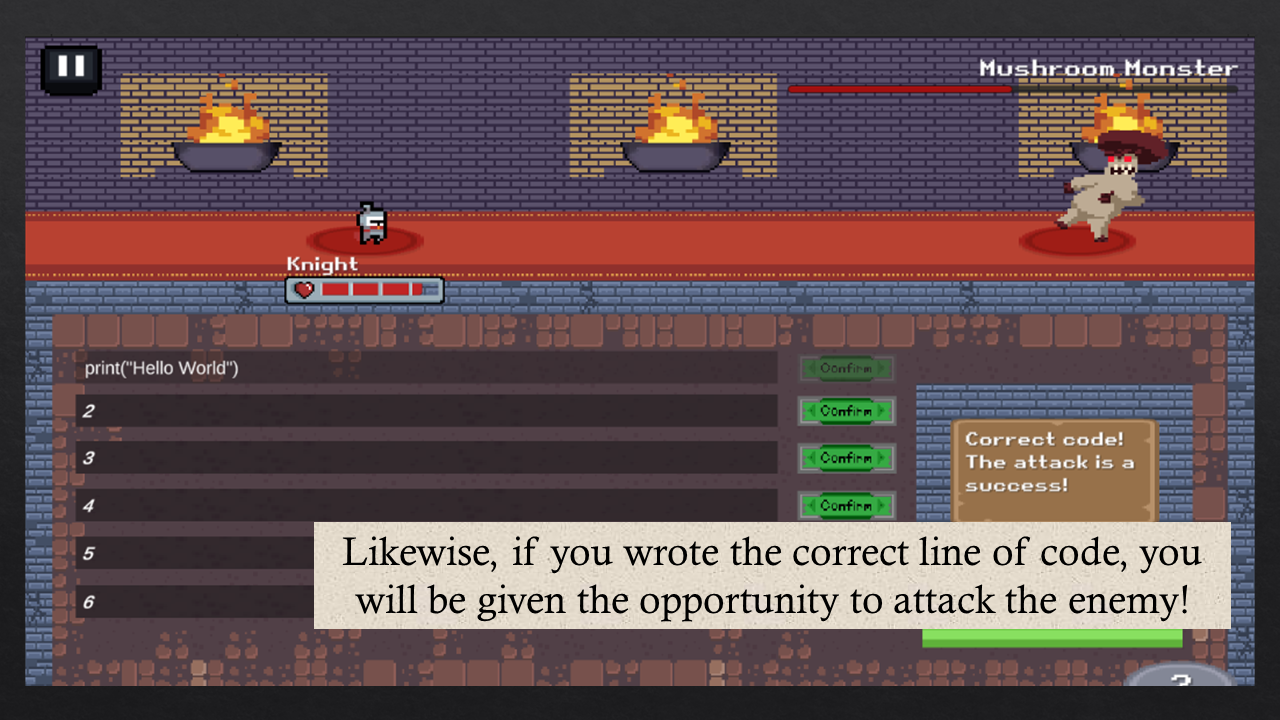 Mushroom Monster
Knight
print("Hello World")
Confirm
2
Confirm
3
Confirm
4
Confirm
5
6
Correct code!
The attack is a
success!
Likewise, if you wrote the correct line of code, you
will be given the opportunity to attack the enemy!
?